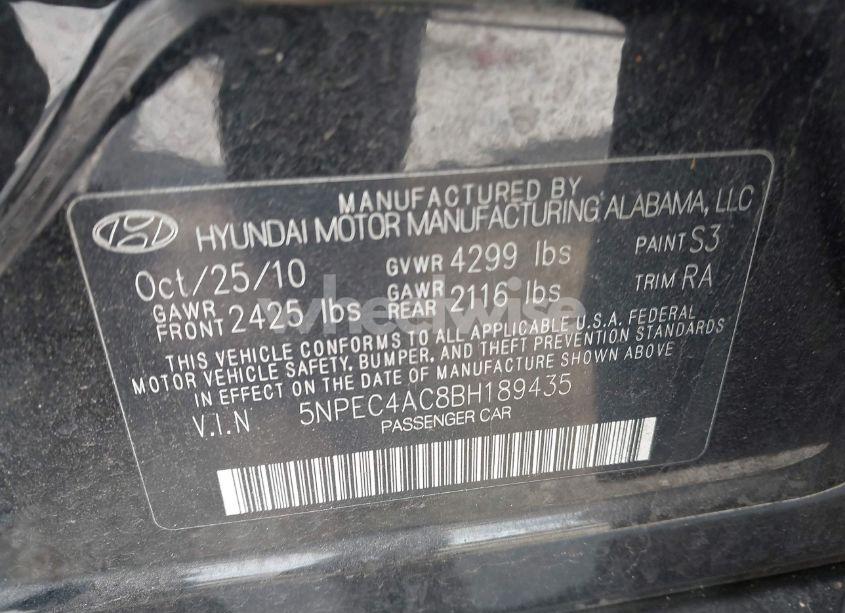 MANUFACTURED BY
HYUNDAI MOTOR MANUFACTURING ALABAMA, LLC
Oct/25/10 GVWR 4299 lbs PAINT S3
GAWR FRONT 2425 lbs GAWR REAR 2116 lbs TRIM RA
THIS VEHICLE CONFORMS TO ALL APPLICABLE U.S.A. FEDERAL
MOTOR VEHICLE SAFETY, BUMPER, AND THEFT PREVENTION STANDARDS
IN EFFECT ON THE DATE OF MANUFACTURE SHOWN ABOVE
V.I.N 5NPEC4AC8BH189435
PASSENGER CAR
wheelwise